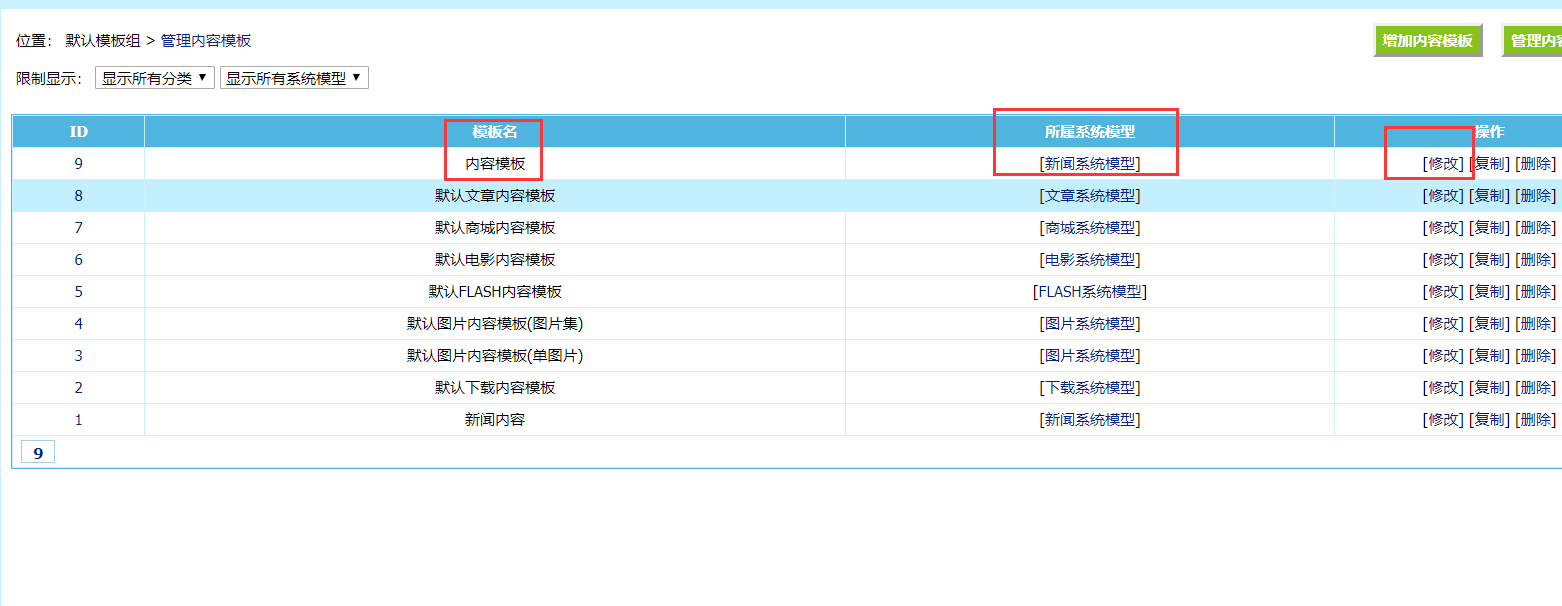 位置： 默认模板组 > 管理内容模板 增加内容模板 管理内
限制显示： 显示所有分类 ▼ 显示所有系统模型 ▼
ID 模板名 所属系统模型 操作
9 内容模板 [新闻系统模型] [修改] [复制] [删除]
8 默认文章内容模板 [文章系统模型] [修改] [复制] [删除]
7 默认商城内容模板 [商城系统模型] [修改] [复制] [删除]
6 默认电影内容模板 [电影系统模型] [修改] [复制] [删除]
5 默认FLASH内容模板 [FLASH系统模型] [修改] [复制] [删除]
4 默认图片内容模板(图片集) [图片系统模型] [修改] [复制] [删除]
3 默认图片内容模板(单图片) [图片系统模型] [修改] [复制] [删除]
2 默认下载内容模板 [下载系统模型] [修改] [复制] [删除]
1 新闻内容 [新闻系统模型] [修改] [复制] [删除]
9